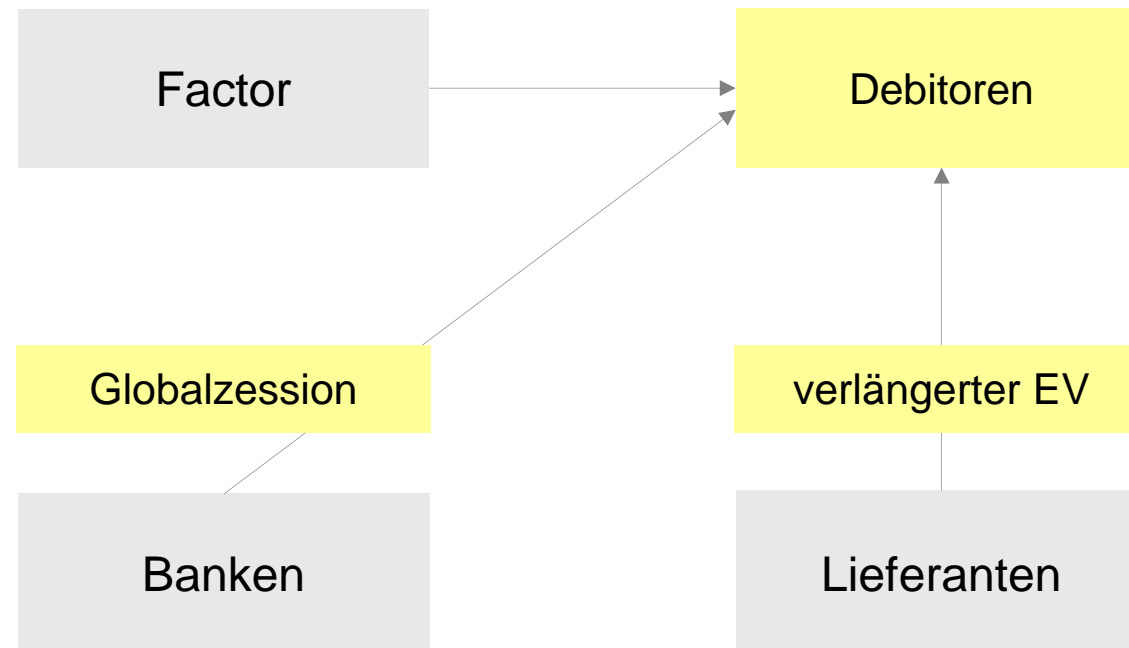 Factor
Debitoren
Globalzession
verlängerter EV
Banken
Lieferanten